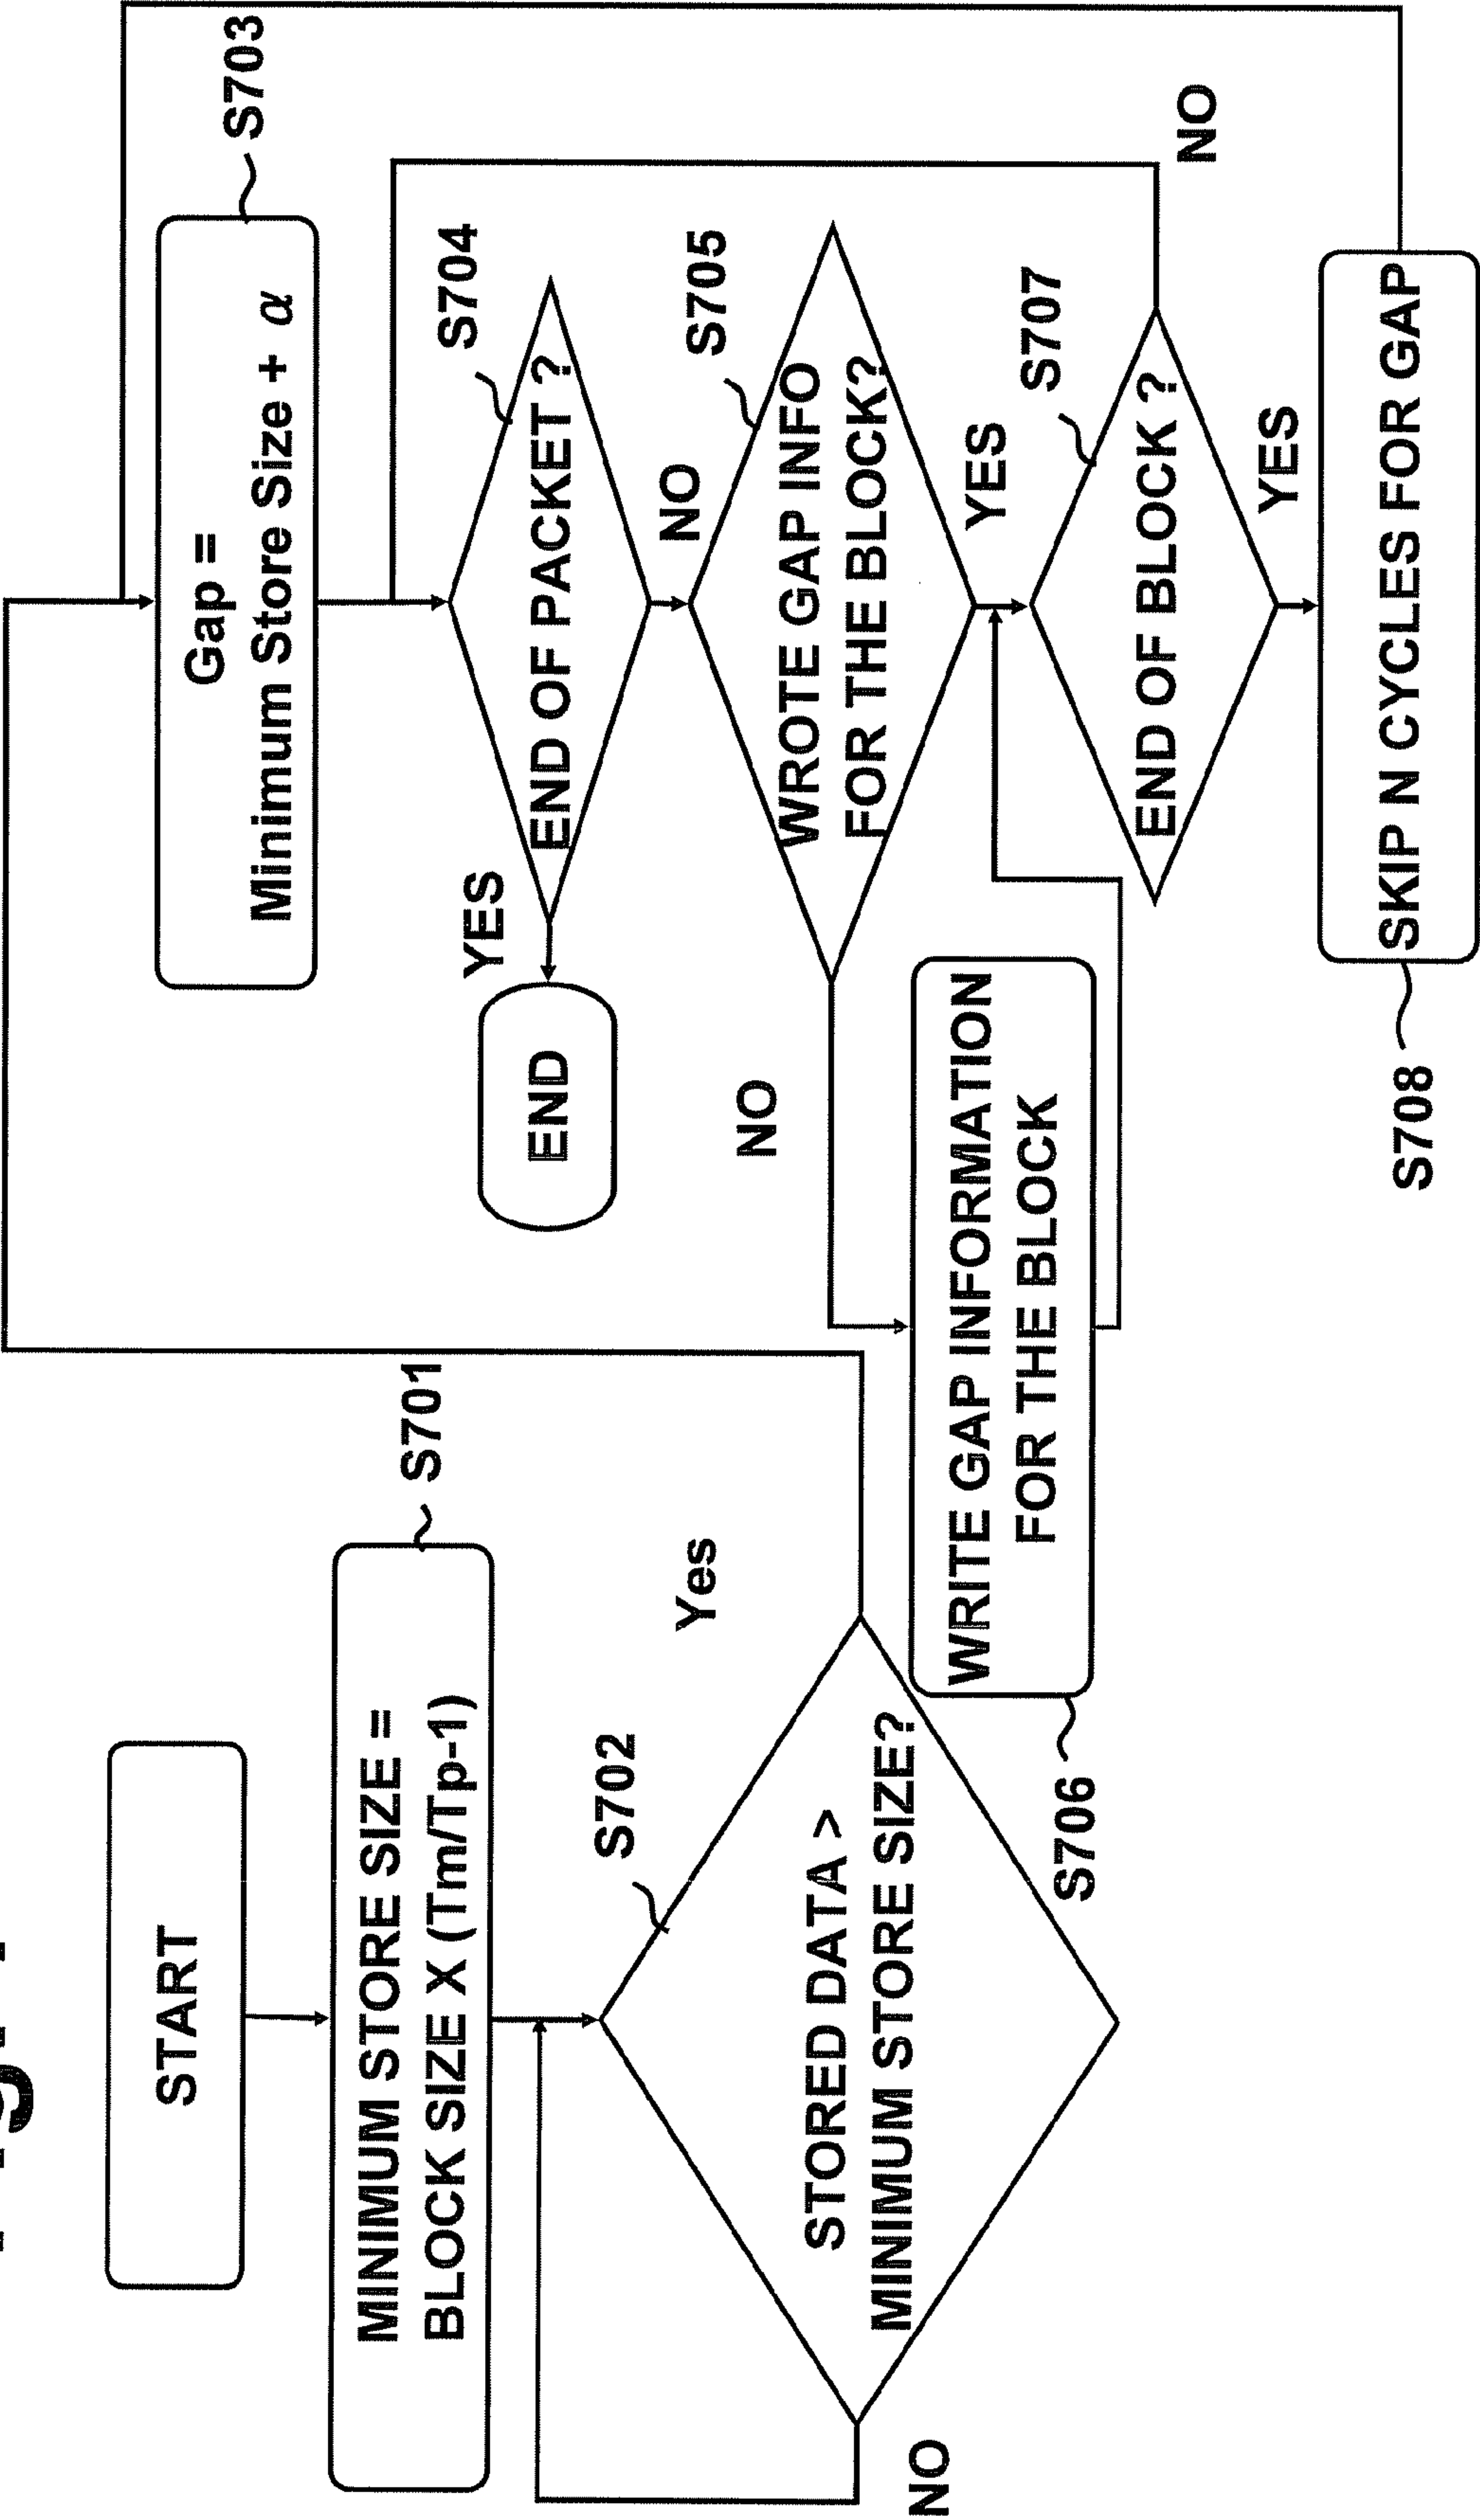 START
MINIMUM STORE SIZE =
BLOCK SIZE X (Tm/Tp-1)
S701
S702
STORED DATA >
MINIMUM STORE SIZE?
Yes
NO
Gap =
Minimum Store Size + α
S703
S704
END OF PACKET ?
YES
END
NO
S705
WROTE GAP INFO
FOR THE BLOCK?
NO
YES
WRITE GAP INFORMATION
FOR THE BLOCK
S706
S707
END OF BLOCK ?
NO
YES
SKIP N CYCLES FOR GAP
S708